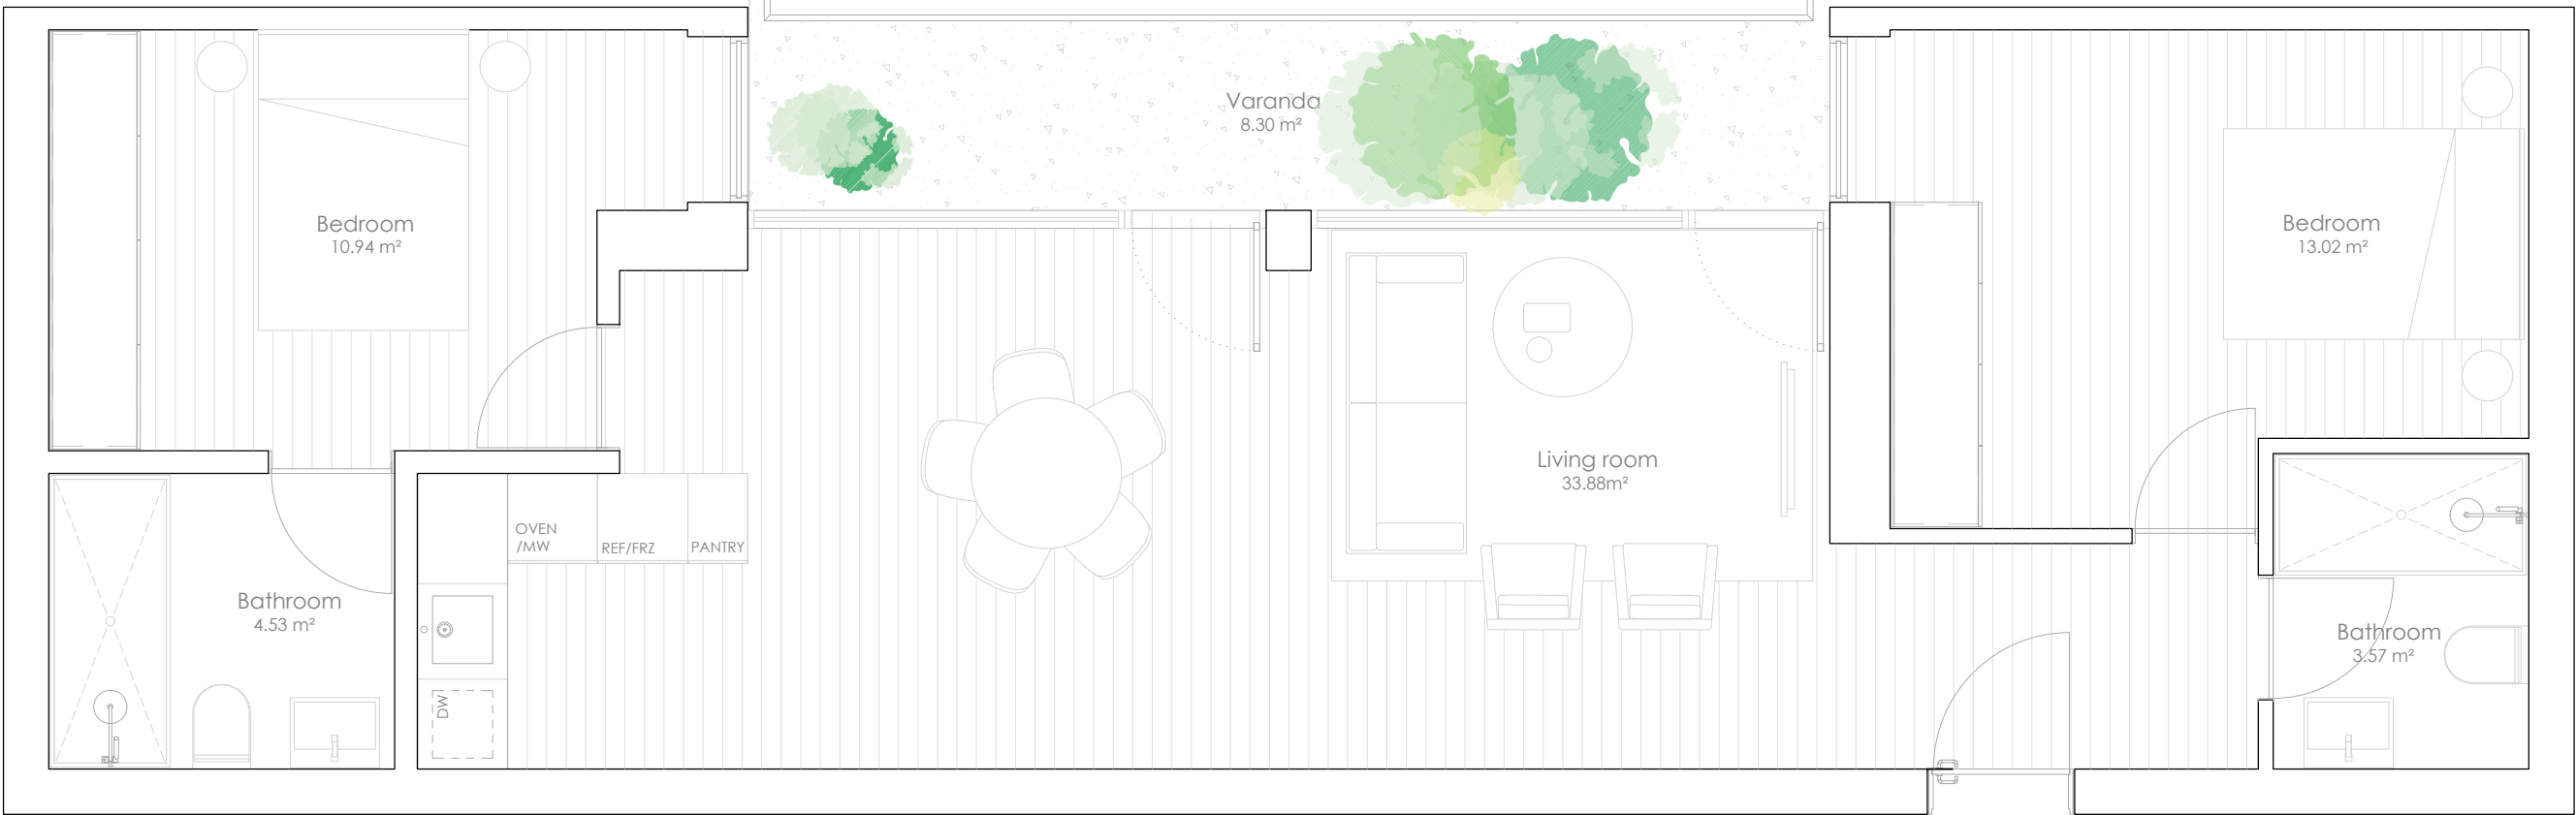 Varanda
8.30 m²
Bedroom
10.94 m²
Bedroom
13.02 m²
Living room
33.88m²
OVEN
/MW
REF/FRZ
PANTRY
Bathroom
4.53 m²
DW
Bathroom
3.57 m²